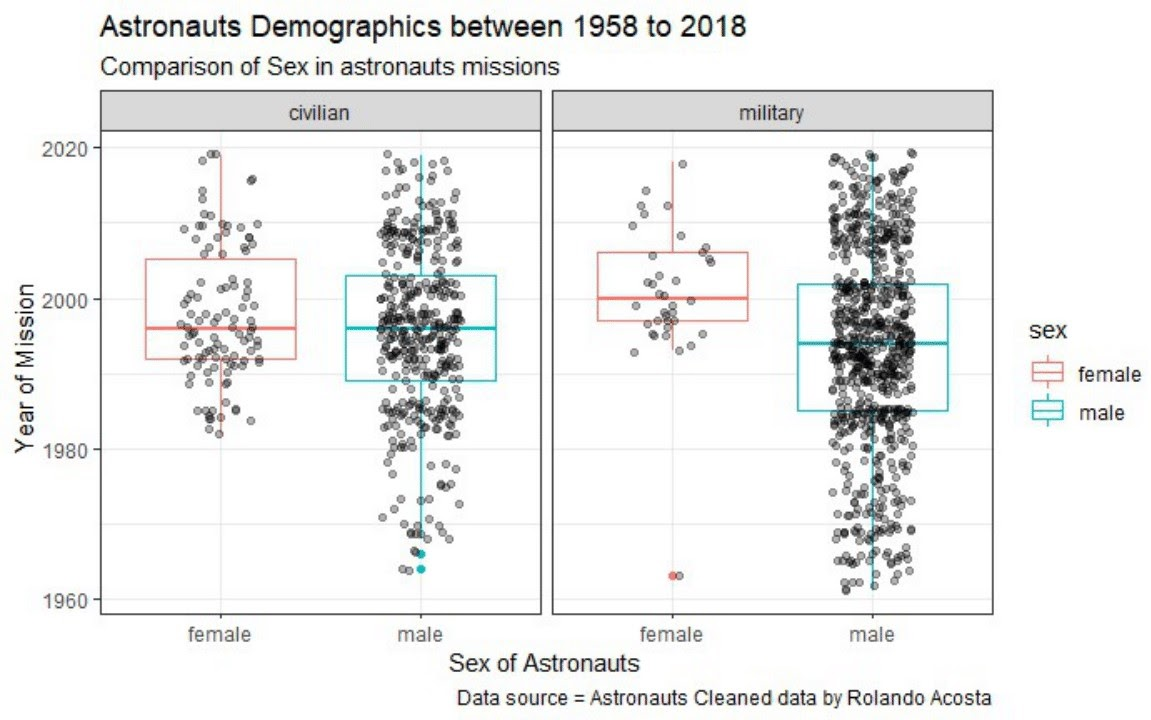 Astronauts Demographics between 1958 to 2018
Comparison of Sex in astronauts missions
civilian
military
2020
2000
1980
1960
Year of Mission
female
male
female
male
Sex of Astronauts
sex
female
male
Data source = Astronauts Cleaned data by Rolando Acosta